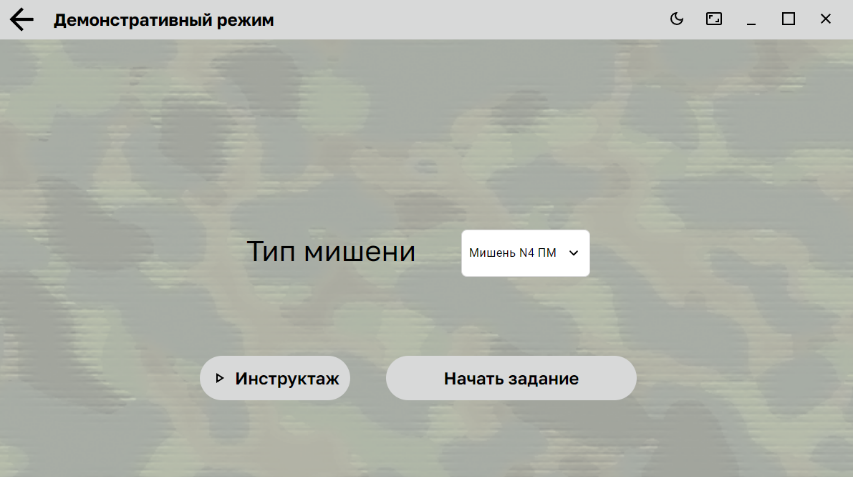 Демонстративный режим
Тип мишени
Мишень N4 ПМ
Инструктаж
Начать задание